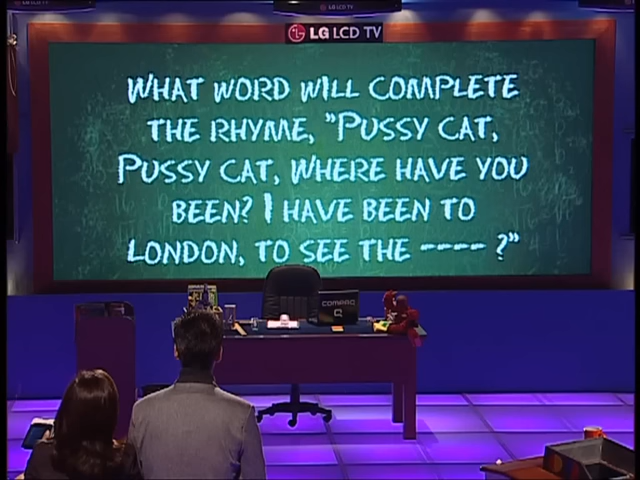 LG LCD TV
WHAT WORD WILL COMPLETE
THE RHYME, "PUSSY CAT,
PUSSY CAT, WHERE HAVE YOU
BEEN? I HAVE BEEN TO
LONDON, TO SEE THE ---- ?"
COMPAQ